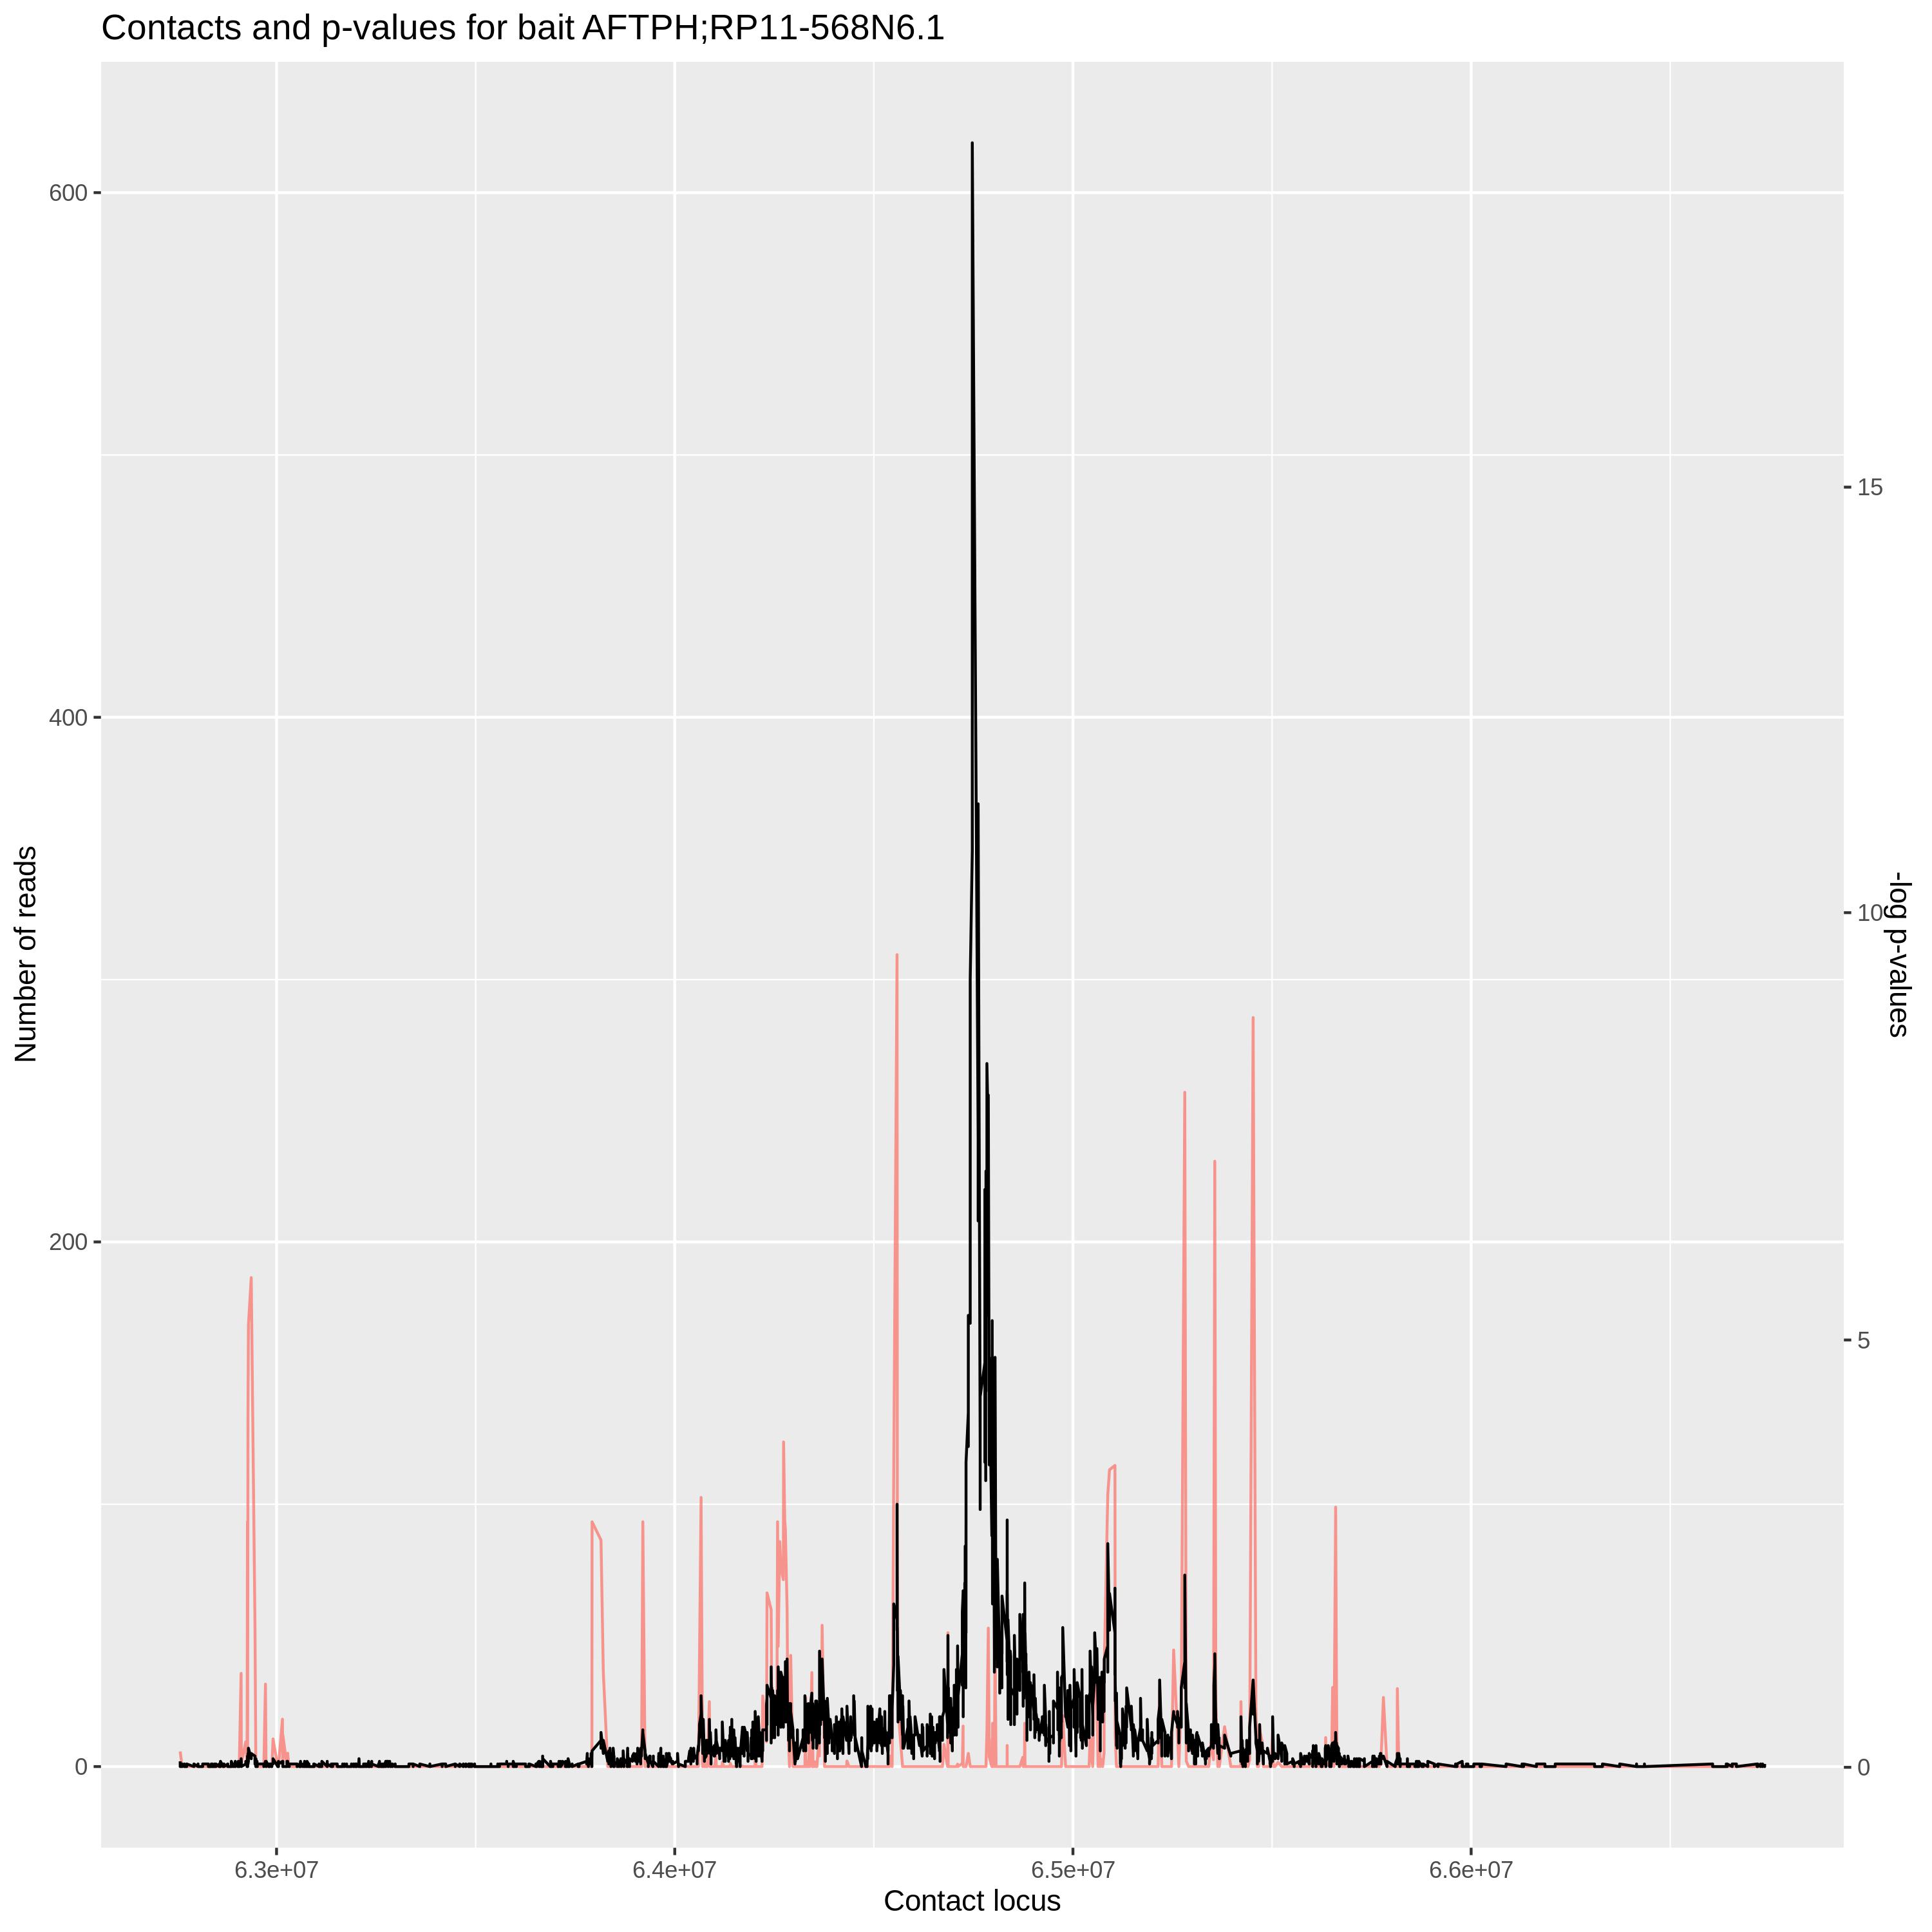 Contacts and p-values for bait AFTPH;RP11-568N6.1
600
400
200
0
Number of reads
15
10
5
0
-log p-values
6.3e+07 6.4e+07 6.5e+07 6.6e+07
Contact locus